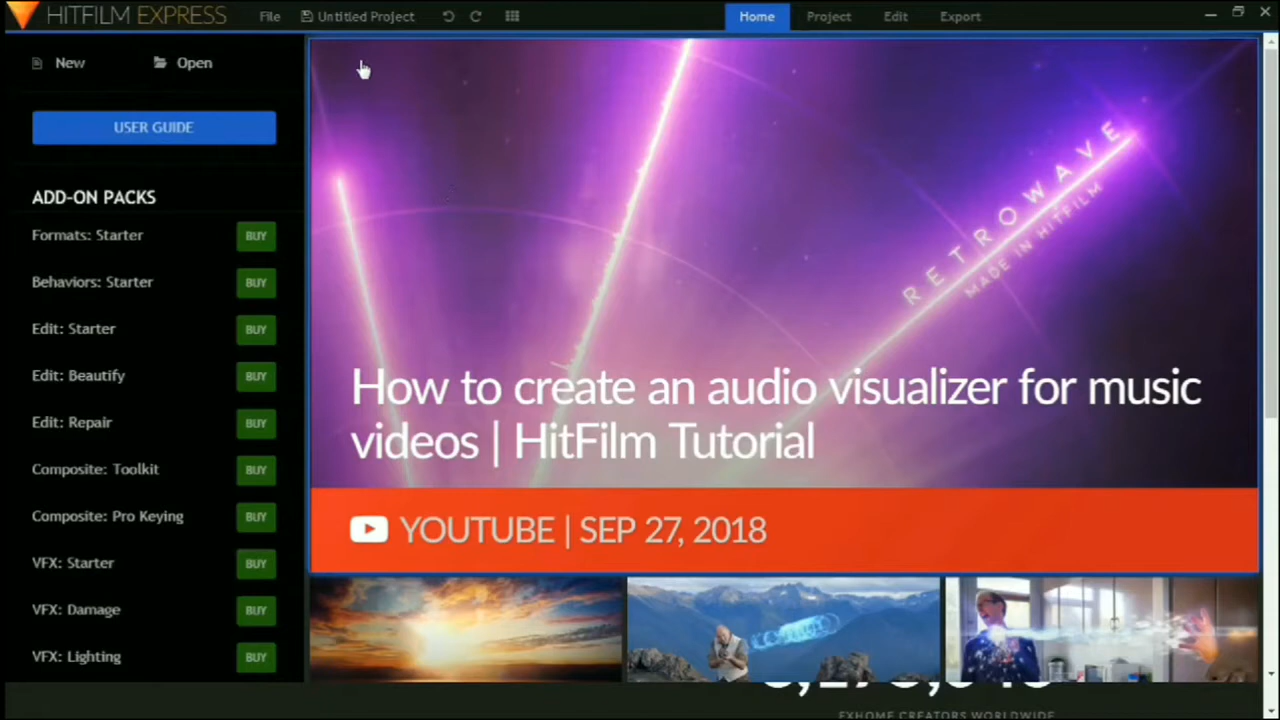 HITFILM EXPRESS
File
Untitled Project
Home
Project
Edit
Export
New
Open
USER GUIDE
ADD-ON PACKS
Formats: Starter
BUY
Behaviors: Starter
BUY
Edit: Starter
BUY
Edit: Beautify
BUY
Edit: Repair
BUY
Composite: Toolkit
BUY
Composite: Pro Keying
BUY
VFX: Starter
BUY
VFX: Damage
BUY
VFX: Lighting
BUY
RETROWAVE
MADE IN HITFILM
How to create an audio visualizer for music
videos | HitFilm Tutorial
YOUTUBE | SEP 27, 2018
FXHOME CREATORS WORLDWIDE